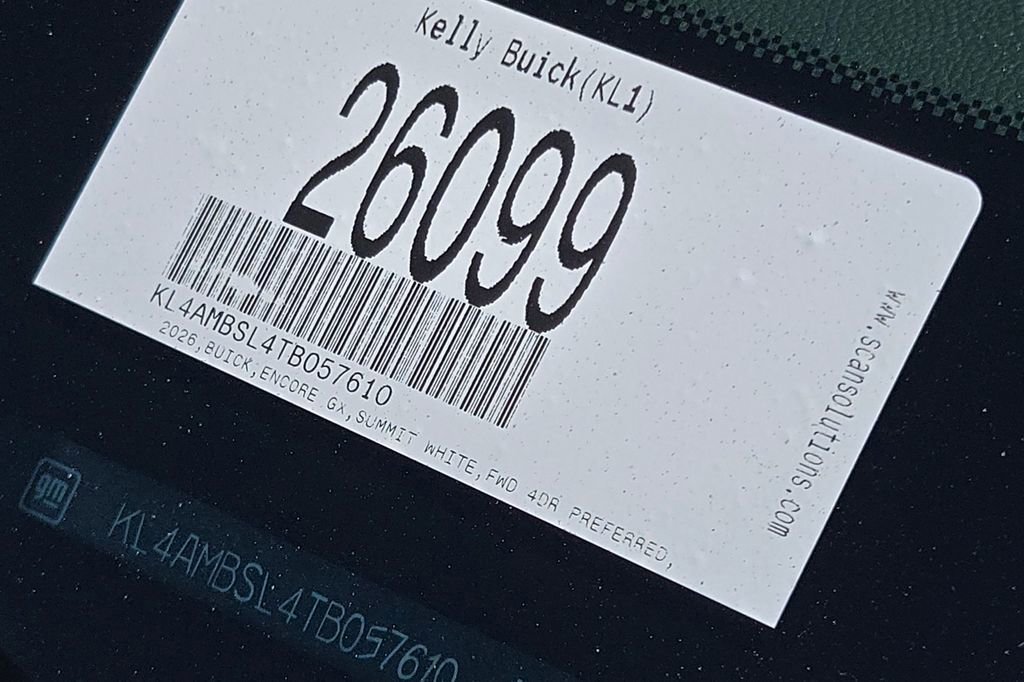 Kelly Buick(KL1)
26099
KL4AMBSL4TB057610
2026,BUICK,ENCORE GX,SUMMIT WHITE,FWD 4DR PREFERRED,
www.scansolutions.com
gm
KL4AMBSL4TB057610